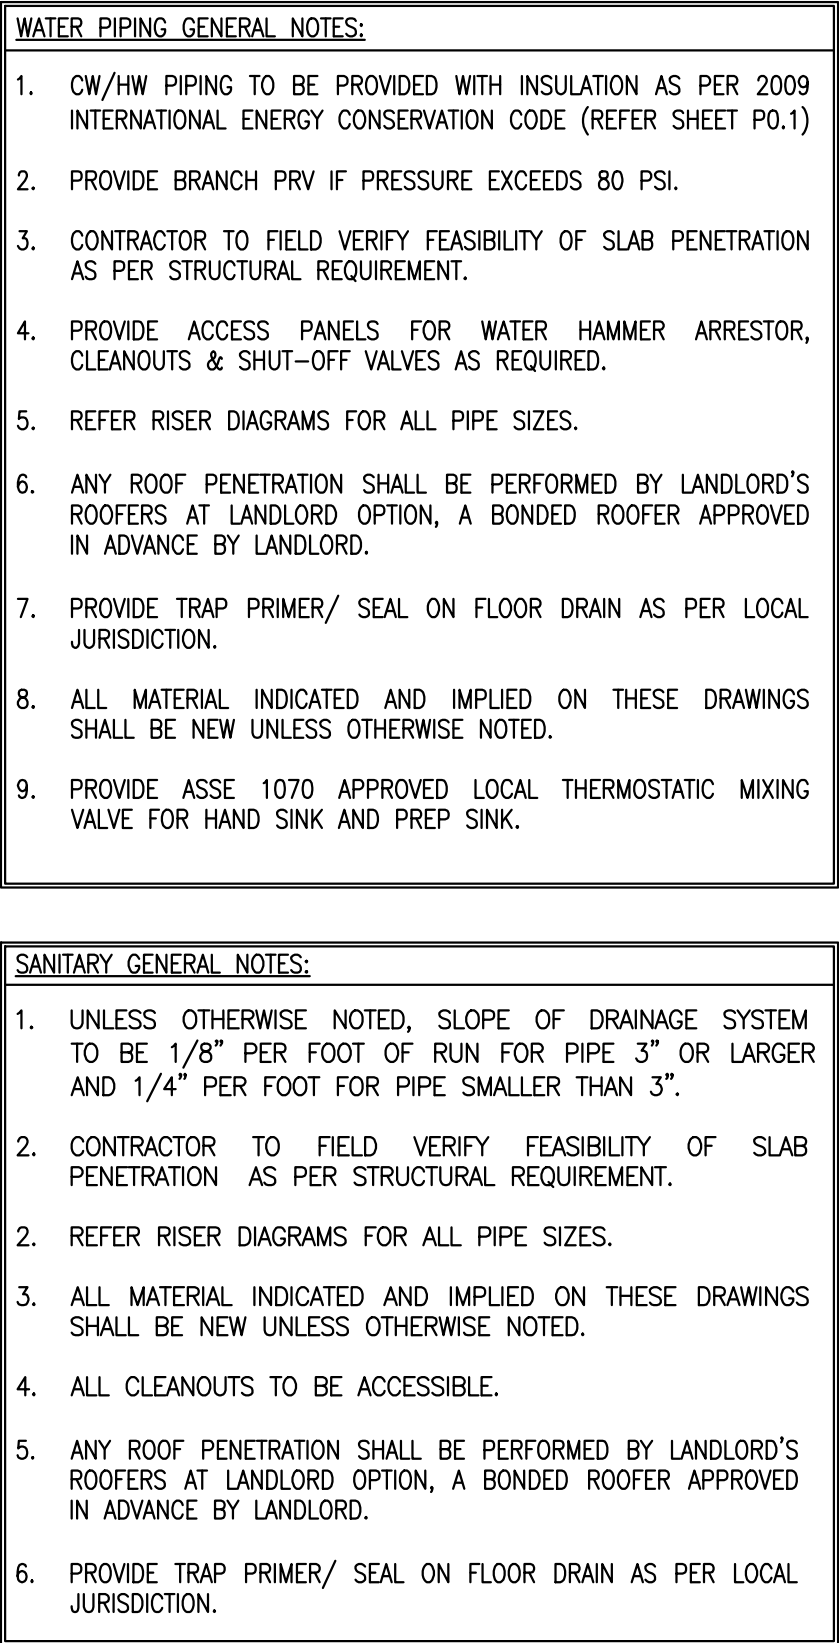 WATER PIPING GENERAL NOTES:
1. CW/HW PIPING TO BE PROVIDED WITH INSULATION AS PER 2009
INTERNATIONAL ENERGY CONSERVATION CODE (REFER SHEET P0.1)
2. PROVIDE BRANCH PRV IF PRESSURE EXCEEDS 80 PSI.
3. CONTRACTOR TO FIELD VERIFY FEASIBILITY OF SLAB PENETRATION
AS PER STRUCTURAL REQUIREMENT.
4. PROVIDE ACCESS PANELS FOR WATER HAMMER ARRESTOR,
CLEANOUTS & SHUT-OFF VALVES AS REQUIRED.
5. REFER RISER DIAGRAMS FOR ALL PIPE SIZES.
6. ANY ROOF PENETRATION SHALL BE PERFORMED BY LANDLORD'S
ROOFERS AT LANDLORD OPTION, A BONDED ROOFER APPROVED
IN ADVANCE BY LANDLORD.
7. PROVIDE TRAP PRIMER/ SEAL ON FLOOR DRAIN AS PER LOCAL
JURISDICTION.
8. ALL MATERIAL INDICATED AND IMPLIED ON THESE DRAWINGS
SHALL BE NEW UNLESS OTHERWISE NOTED.
9. PROVIDE ASSE 1070 APPROVED LOCAL THERMOSTATIC MIXING
VALVE FOR HAND SINK AND PREP SINK.
SANITARY GENERAL NOTES:
1. UNLESS OTHERWISE NOTED, SLOPE OF DRAINAGE SYSTEM
TO BE 1/8" PER FOOT OF RUN FOR PIPE 3" OR LARGER
AND 1/4" PER FOOT FOR PIPE SMALLER THAN 3".
2. CONTRACTOR TO FIELD VERIFY FEASIBILITY OF SLAB
PENETRATION AS PER STRUCTURAL REQUIREMENT.
2. REFER RISER DIAGRAMS FOR ALL PIPE SIZES.
3. ALL MATERIAL INDICATED AND IMPLIED ON THESE DRAWINGS
SHALL BE NEW UNLESS OTHERWISE NOTED.
4. ALL CLEANOUTS TO BE ACCESSIBLE.
5. ANY ROOF PENETRATION SHALL BE PERFORMED BY LANDLORD'S
ROOFERS AT LANDLORD OPTION, A BONDED ROOFER APPROVED
IN ADVANCE BY LANDLORD.
6. PROVIDE TRAP PRIMER/ SEAL ON FLOOR DRAIN AS PER LOCAL
JURISDICTION.